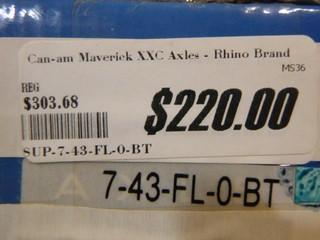 Can-am Maverick XXC Axles - Rhino Brand
MS36
REG
$303.68
$220.00
SUP-7-43-FL-0-BT
7-43-FL-0-BT